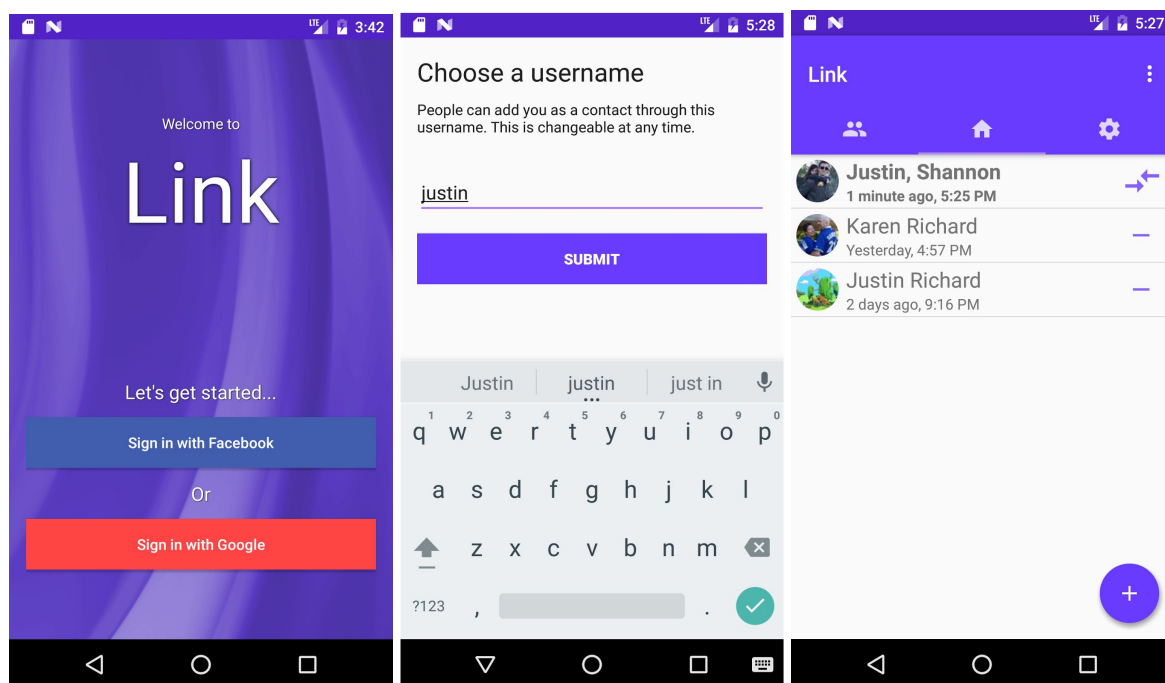 LTE 3:42
Welcome to
Link
Let's get started...
Sign in with Facebook
Or
Sign in with Google
LTE 5:28
Choose a username
People can add you as a contact through this
username. This is changeable at any time.
justin
SUBMIT
Justin justin just in
1 2 3 4 5 6 7 8 9 0
q w e r t y u i o p
a s d f g h j k l
z x c v b n m
?123 , .
LTE 5:27
Link
Justin, Shannon
1 minute ago, 5:25 PM
Karen Richard
Yesterday, 4:57 PM
Justin Richard
2 days ago, 9:16 PM
+